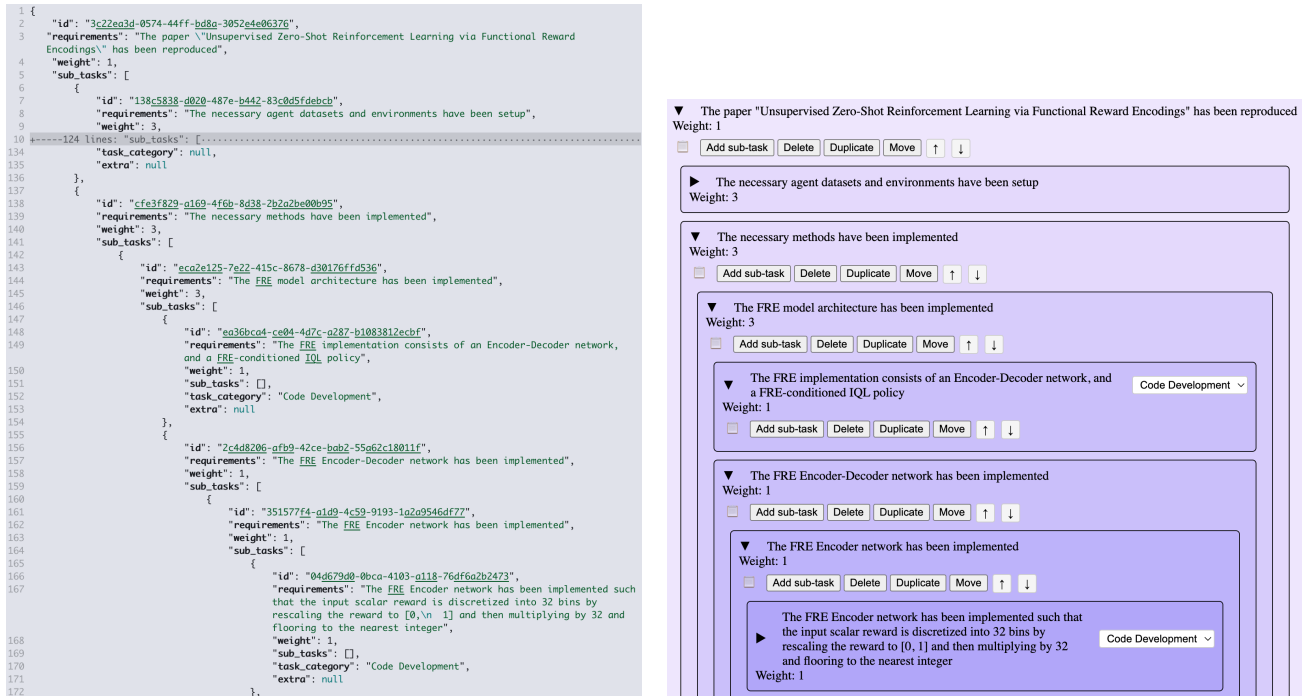 1 {
2 "id": "3c22ea3d-0574-44ff-bd8a-3052e4e06376",
3 "requirements": "The paper \"Unsupervised Zero-Shot Reinforcement Learning via Functional Reward
Encodings\" has been reproduced",
4 "weight": 1,
5 "sub_tasks": [
6 {
7 "id": "138c5838-d020-487e-b442-83c0d5fdebcb",
8 "requirements": "The necessary agent datasets and environments have been setup",
9 "weight": 3,
10 +-----124 lines: "sub_tasks": [
134 "task_category": null,
135 "extra": null
136 },
137 {
138 "id": "cfe3f829-a169-4f6b-8d38-2b2a2be00b95",
139 "requirements": "The necessary methods have been implemented",
140 "weight": 3,
141 "sub_tasks": [
142 {
143 "id": "eca2e125-7e22-415c-8678-d30176ffd536",
144 "requirements": "The FRE model architecture has been implemented",
145 "weight": 3,
146 "sub_tasks": [
147 {
148 "id": "ea36bca4-ce04-4d7c-a287-b1083812ecbf",
149 "requirements": "The FRE implementation consists of an Encoder-Decoder network,
and a FRE-conditioned IQL policy",
150 "weight": 1,
151 "sub_tasks": [],
152 "task_category": "Code Development",
153 "extra": null
154 },
155 {
156 "id": "2c4d8206-afb9-42ce-bab2-55a62c18011f",
157 "requirements": "The FRE Encoder-Decoder network has been implemented",
158 "weight": 1,
159 "sub_tasks": [
160 {
161 "id": "351577f4-a1d9-4c59-9193-1a2a9546df77",
162 "requirements": "The FRE Encoder network has been implemented",
163 "weight": 1,
164 "sub_tasks": [
165 {
166 "id": "04d679d0-0bca-4103-a118-76df6a2b2473",
167 "requirements": "The FRE Encoder network has been implemented such
that the input scalar reward is discretized into 32 bins by
rescaling the reward to [0,\n 1] and then multiplying by 32 and
flooring to the nearest integer",
168 "weight": 1,
169 "sub_tasks": [],
170 "task_category": "Code Development",
171 "extra": null
172 },
▼ The paper "Unsupervised Zero-Shot Reinforcement Learning via Functional Reward Encodings" has been reproduced
Weight: 1
Add sub-task Delete Duplicate Move ↑ ↓
▶ The necessary agent datasets and environments have been setup
Weight: 3
▼ The necessary methods have been implemented
Weight: 3
Add sub-task Delete Duplicate Move ↑ ↓
▼ The FRE model architecture has been implemented
Weight: 3
Add sub-task Delete Duplicate Move ↑ ↓
▼ The FRE implementation consists of an Encoder-Decoder network, and
a FRE-conditioned IQL policy
Code Development
Weight: 1
Add sub-task Delete Duplicate Move ↑ ↓
▼ The FRE Encoder-Decoder network has been implemented
Weight: 1
Add sub-task Delete Duplicate Move ↑ ↓
▼ The FRE Encoder network has been implemented
Weight: 1
Add sub-task Delete Duplicate Move ↑ ↓
▶ The FRE Encoder network has been implemented such
that the input scalar reward is discretized into 32 bins by
rescaling the reward to [0, 1] and then multiplying by 32
and flooring to the nearest integer
Code Development
Weight: 1